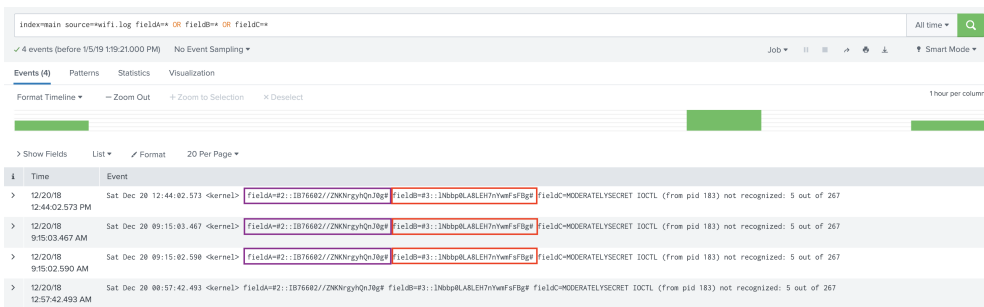 index=main source=*wifi.log fieldA=* OR fieldB=* OR fieldC=*
All time
4 events (before 1/5/19 1:19:21.000 PM) No Event Sampling
Job
Smart Mode
Events (4) Patterns Statistics Visualization
Format Timeline — Zoom Out + Zoom to Selection × Deselect
1 hour per column
> Show Fields List Format 20 Per Page
i Time Event
> 12/20/18 Sat Dec 20 12:44:02.573 <kernel> fieldA=#2::IB76602//ZNKNrgyhQnJ0g# fieldB=#3::lNbbp0LA8LEH7nYwmFsFBg# fieldC=MODERATELYSECRET IOCTL (from pid 183) not recognized: 5 out of 267
12:44:02.573 PM
> 12/20/18 Sat Dec 20 09:15:03.467 <kernel> fieldA=#2::IB76602//ZNKNrgyhQnJ0g# fieldB=#3::lNbbp0LA8LEH7nYwmFsFBg# fieldC=MODERATELYSECRET IOCTL (from pid 183) not recognized: 5 out of 267
9:15:03.467 AM
> 12/20/18 Sat Dec 20 09:15:02.590 <kernel> fieldA=#2::IB76602//ZNKNrgyhQnJ0g# fieldB=#3::lNbbp0LA8LEH7nYwmFsFBg# fieldC=MODERATELYSECRET IOCTL (from pid 183) not recognized: 5 out of 267
9:15:02.590 AM
> 12/20/18 Sat Dec 20 00:57:42.493 <kernel> fieldA=#2::IB76602//ZNKNrgyhQnJ0g# fieldB=#3::lNbbp0LA8LEH7nYwmFsFBg# fieldC=MODERATELYSECRET IOCTL (from pid 183) not recognized: 5 out of 267
12:57:42.493 AM